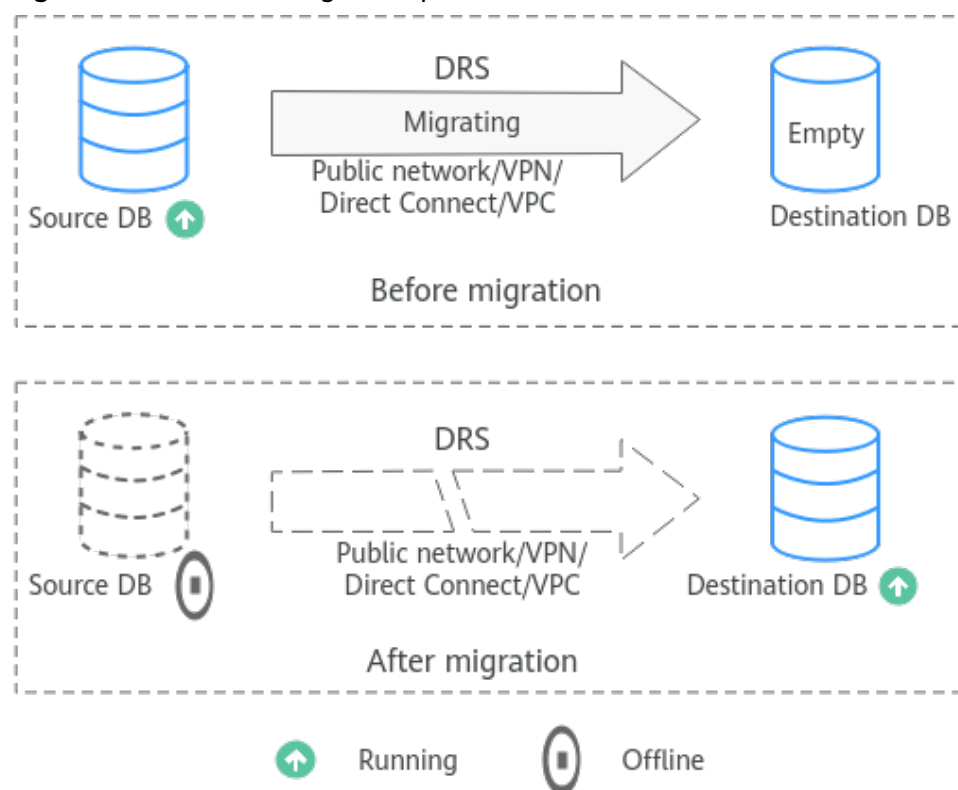 DRS
Migrating
Empty
Public network/VPN/
Direct Connect/VPC
Source DB
Destination DB
Before migration
DRS
Public network/VPN/
Direct Connect/VPC
Source DB
Destination DB
After migration
Running
Offline